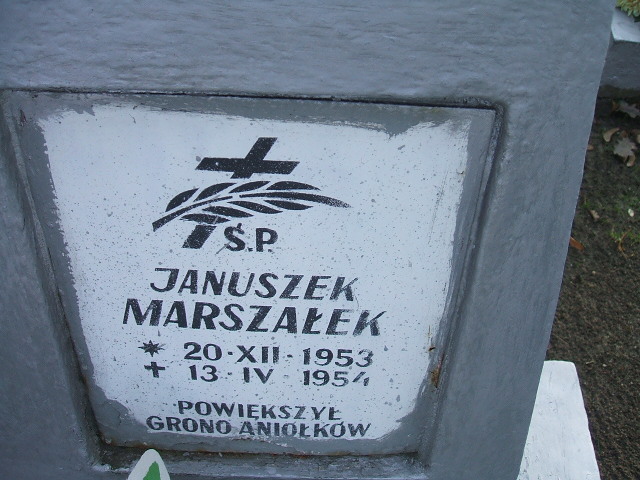 Ś.P.
JANUSZEK
MARSZAŁEK
* 20·XII·1953
+ 13·IV 1954
POWIĘKSZYŁ
GRONO ANIOŁKÓW